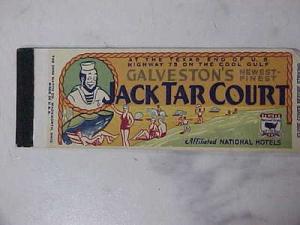 AT THE TEXAS END OF U.S.
HIGHWAY 75 ON THE COOL GULF
GALVESTON'S
NEWEST-
FINEST
JACK TAR COURT
Affiliated NATIONAL HOTELS